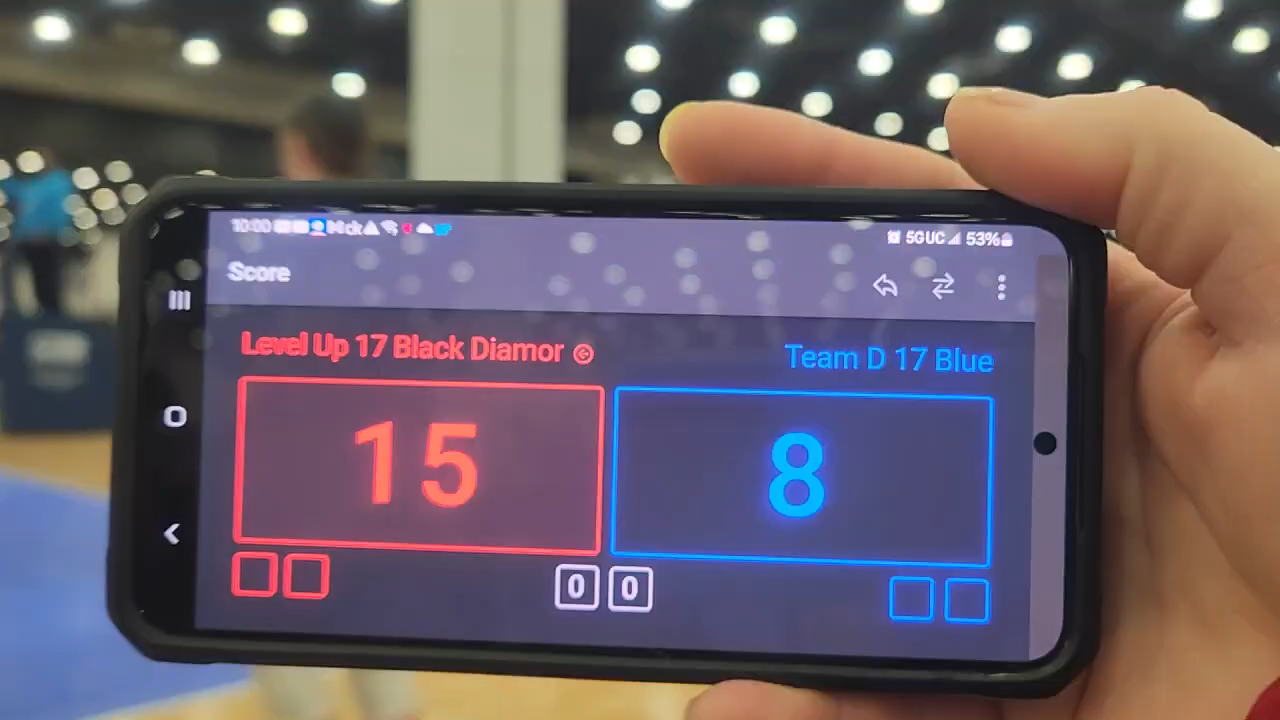 10:00
5GUC 53%
Score
Level Up 17 Black Diamor
Team D 17 Blue
15
8
0 0